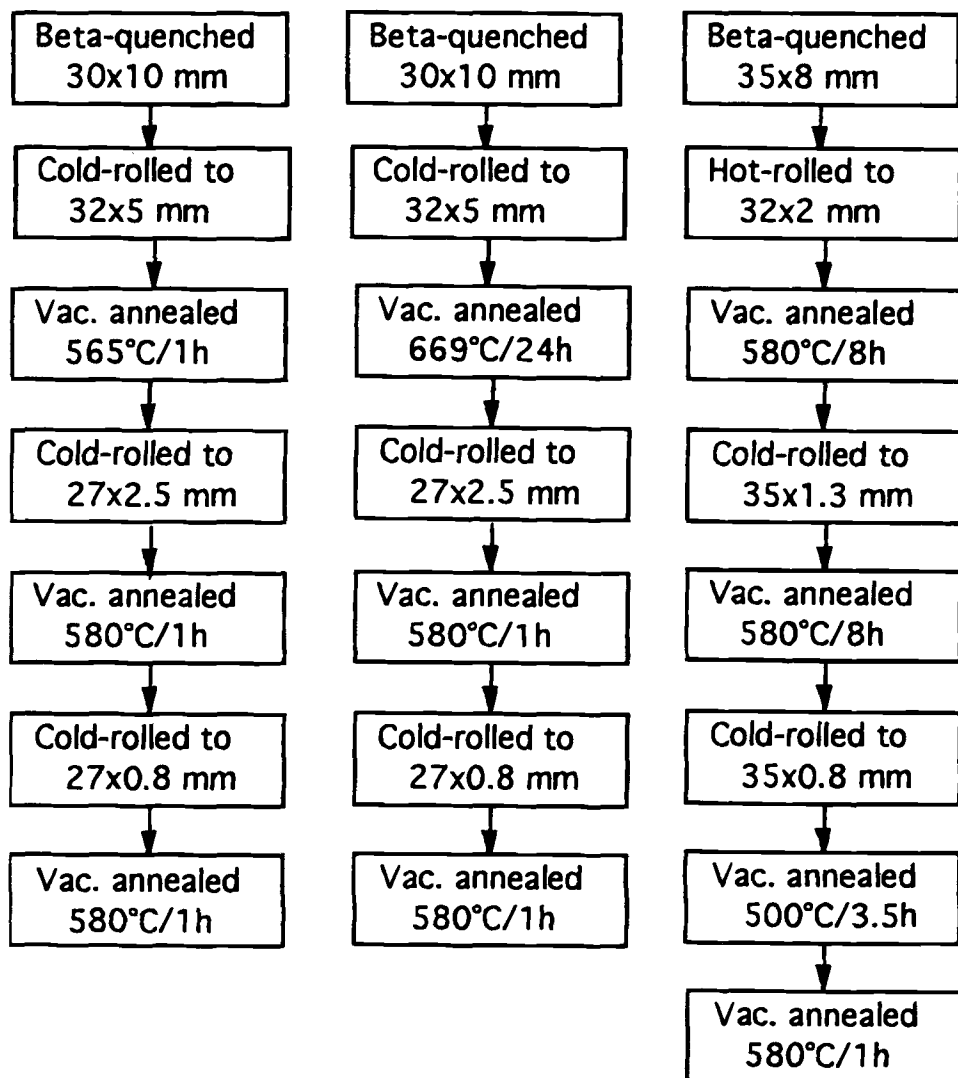 Beta-quenched
30x10 mm
Cold-rolled to
32x5 mm
Vac. annealed
565°C/1h
Cold-rolled to
27x2.5 mm
Vac. annealed
580°C/1h
Cold-rolled to
27x0.8 mm
Vac. annealed
580°C/1h
Beta-quenched
30x10 mm
Cold-rolled to
32x5 mm
Vac. annealed
669°C/24h
Cold-rolled to
27x2.5 mm
Vac. annealed
580°C/1h
Cold-rolled to
27x0.8 mm
Vac. annealed
580°C/1h
Beta-quenched
35x8 mm
Hot-rolled to
32x2 mm
Vac. annealed
580°C/8h
Cold-rolled to
35x1.3 mm
Vac. annealed
580°C/8h
Cold-rolled to
35x0.8 mm
Vac. annealed
500°C/3.5h
Vac. annealed
580°C/1h